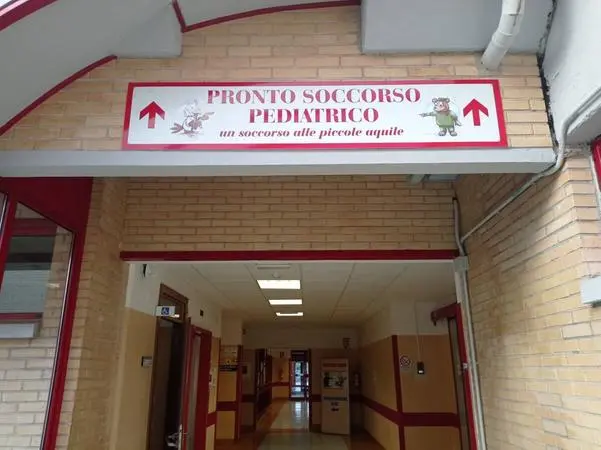 PRONTO SOCCORSO
PEDIATRICO
un soccorso alle piccole aquile